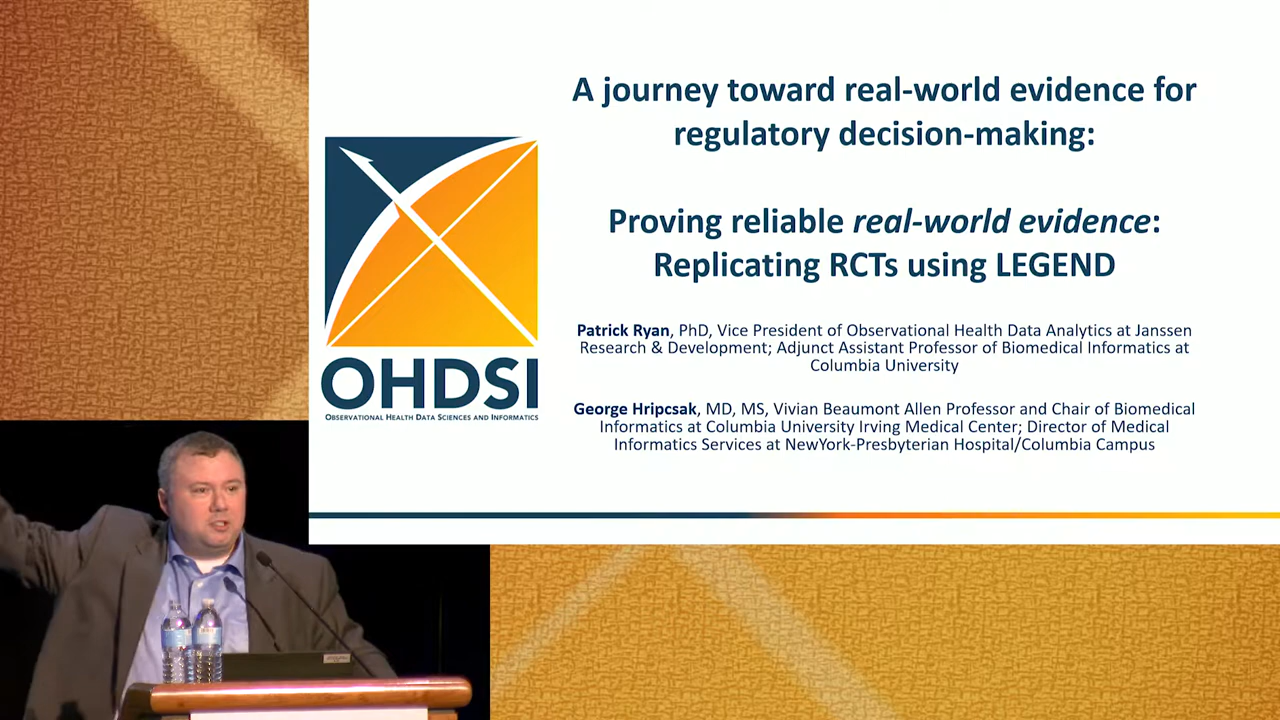 A journey toward real-world evidence for
regulatory decision-making:
Proving reliable real-world evidence:
Replicating RCTs using LEGEND
Patrick Ryan, PhD, Vice President of Observational Health Data Analytics at Janssen
Research & Development; Adjunct Assistant Professor of Biomedical Informatics at
Columbia University
George Hripcsak, MD, MS, Vivian Beaumont Allen Professor and Chair of Biomedical
Informatics at Columbia University Irving Medical Center; Director of Medical
Informatics Services at NewYork-Presbyterian Hospital/Columbia Campus
OHDSI
OBSERVATIONAL HEALTH DATA SCIENCES AND INFORMATICS